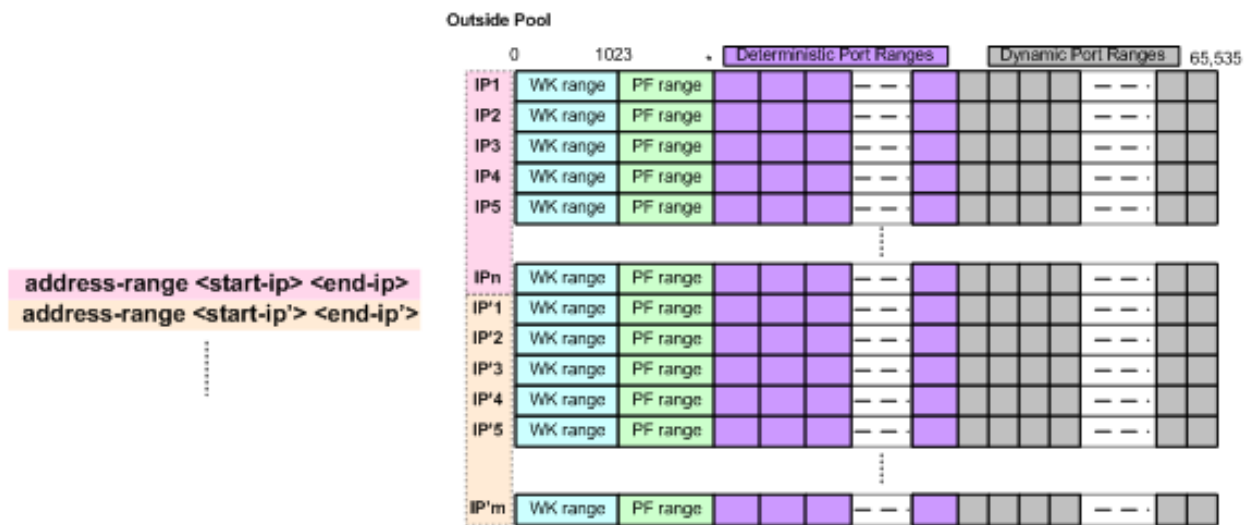 Outside Pool
0 1023 * Deterministic Port Ranges Dynamic Port Ranges 65,535
IP1 WK range PF range
IP2 WK range PF range
IP3 WK range PF range
IP4 WK range PF range
IP5 WK range PF range
IPn WK range PF range
address-range <start-ip> <end-ip>
IP'1 WK range PF range
address-range <start-ip'> <end-ip'>
IP'2 WK range PF range
IP'3 WK range PF range
IP'4 WK range PF range
IP'5 WK range PF range
IP'm WK range PF range